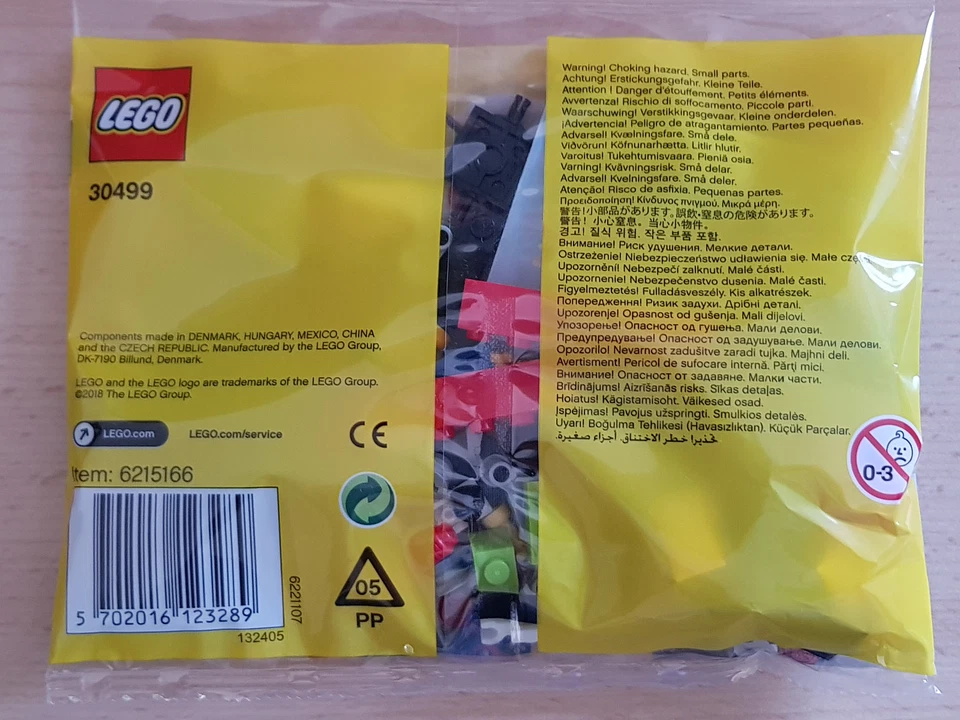 LEGO
30499
Components made in DENMARK, HUNGARY, MEXICO, CHINA
and the CZECH REPUBLIC. Manufactured by the LEGO Group,
DK-7190 Billund, Denmark.
LEGO and the LEGO logo are trademarks of the LEGO Group.
©2018 The LEGO Group.
LEGO.com
LEGO.com/service
CE
Item: 6215166
5 702016 123289
6221107
132405
05
PP
Warning! Choking hazard. Small parts.
Achtung! Erstickungsgefahr. Kleine Teile.
Attention ! Danger d'étouffement. Petits éléments.
Avvertenza! Rischio di soffocamento. Piccole parti.
Waarschuwing! Verstikkingsgevaar. Kleine onderdelen.
¡Advertencia! Peligro de atragantamiento. Partes pequeñas.
Advarsel! Kvælningsfare. Små dele.
Viðvörun! Köfnunarhætta. Litlir hlutir.
Varoitus! Tukehtumisvaara. Pieniä osia.
Varning! Kvävningsrisk. Små delar.
Advarsel! Kvelningsfare. Små deler.
Atenção! Risco de asfixia. Pequenas partes.
Προειδοποίηση! Κίνδυνος πνιγμού. Μικρά μέρη.
警告!小部品があります。誤飲•窒息の危険があります。
警告! 小心窒息。当心小物件。
경고! 질식 위험. 작은 부품 포함.
Внимание! Риск удушения. Мелкие детали.
Ostrzeżenie! Niebezpieczeństwo udławienia się. Małe
Upozornění! Nebezpečí zalknutí. Malé části.
Upozornenie! Nebezpečenstvo dusenia. Malé časti.
Figyelmeztetés! Fulladásveszély. Kis alkatrészek.
Попередження! Ризик задухи. Дрібні деталі.
Upozorenje! Opasnost od gušenja. Mali dijelovi.
Упозорење! Опасност од гушења. Мали делови.
Предупредување! Опасност од задушување. Мали делови.
Opozorilo! Nevarnost zadušitve zaradi tujka. Majhni deli.
Avertisment! Pericol de sufocare internă. Părți mici.
Внимание! Опасност от задавяне. Малки части.
Brīdinājums! Aizrīšanās risks. Sīkas detaļas.
Hoiatus! Kägistamisoht. Väikesed osad.
Įspėjimas! Pavojus užspringti. Smulkios detalės.
Uyarı! Boğulma Tehlikesi (Havasızlıktan). Küçük Parçalar.
تحذير! خطر الاختناق. أجزاء صغيرة.
0-3